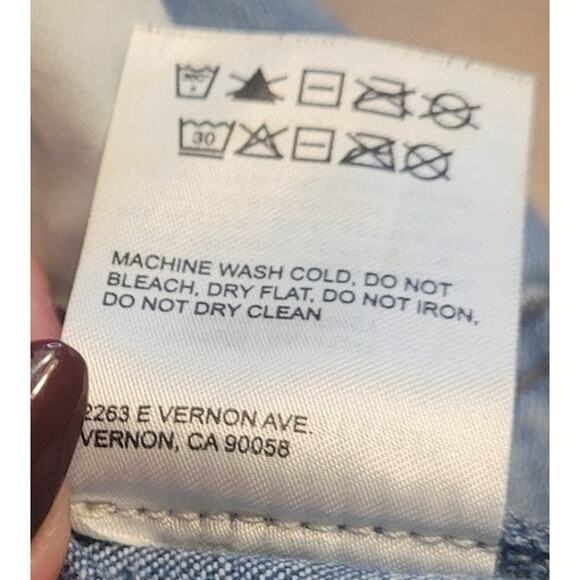 30
MACHINE WASH COLD, DO NOT
BLEACH, DRY FLAT, DO NOT IRON,
DO NOT DRY CLEAN
2263 E VERNON AVE.
VERNON, CA 90058